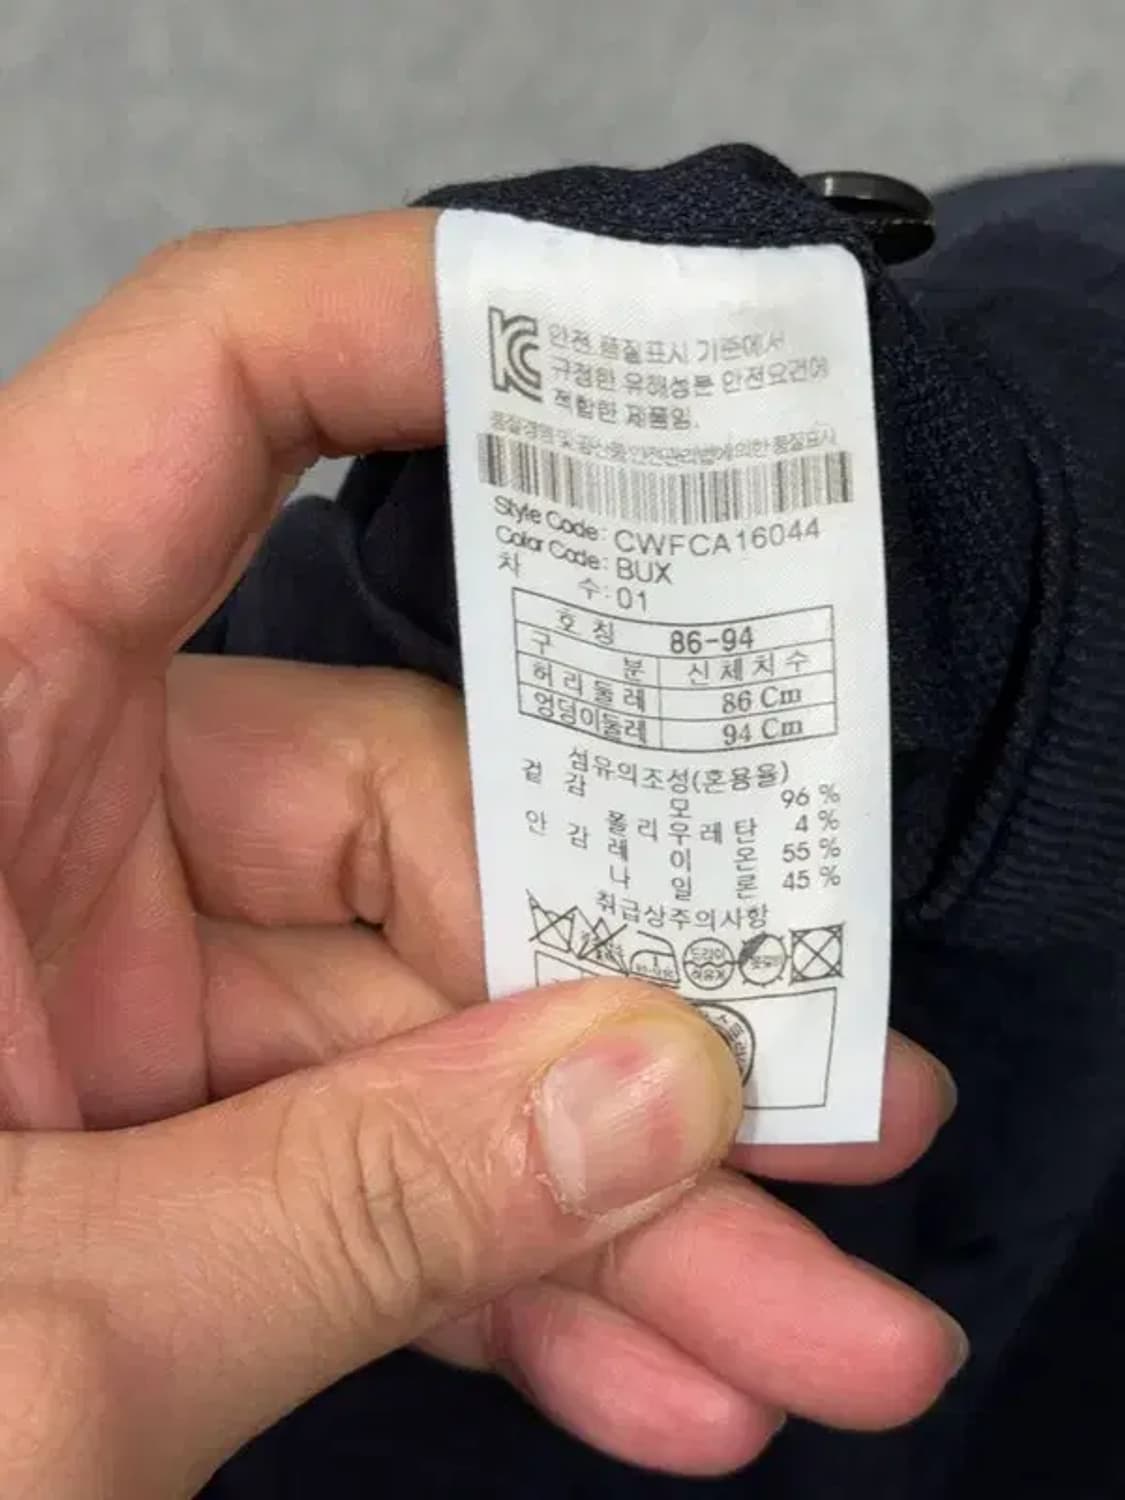 KC
안전 품질표시 기준에서
규정한 유해성분 안전요건에
적합한 제품임.
품질경영 및 공산품안전관리법에의한 품질표시
Style Code: CWFCA16044
Color Code: BUX
차 수: 01
호 칭 86-94
구 분 신 체 치 수
허 리 둘 레 86 Cm
엉덩이둘레 94 Cm
섬유의조성(혼용율)
겉 감 모 96 %
폴 리 우 레 탄 4 %
안 감 레 이 온 55 %
나 일 론 45 %
취급상주의사항
드라이
석유계